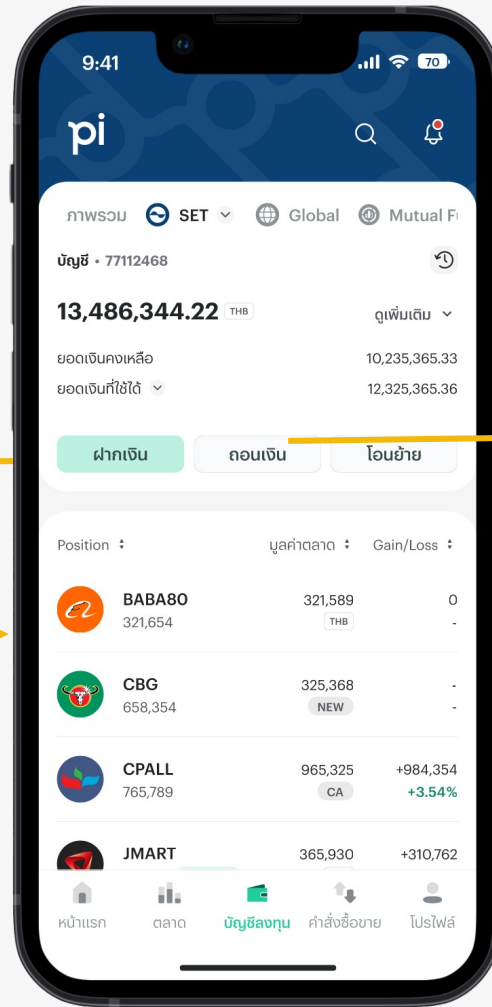 9:41
70
pi
ภาพรวม SET Global Mutual F
บัญชี • 77112468
13,486,344.22 THB ดูเพิ่มเติม
ยอดเงินคงเหลือ 10,235,365.33
ยอดเงินที่ใช้ได้ 12,325,365.36
ฝากเงิน ถอนเงิน โอนย้าย
Position มูลค่าตลาด Gain/Loss
BABA80 321,589 0
321,654 THB -
CBG 325,368 -
658,354 NEW -
CPALL 965,325 +984,354
765,789 CA +3.54%
JMART 365,930 +310,762
หน้าแรก ตลาด บัญชีลงทุน คำสั่งซื้อขาย โปรไฟล์